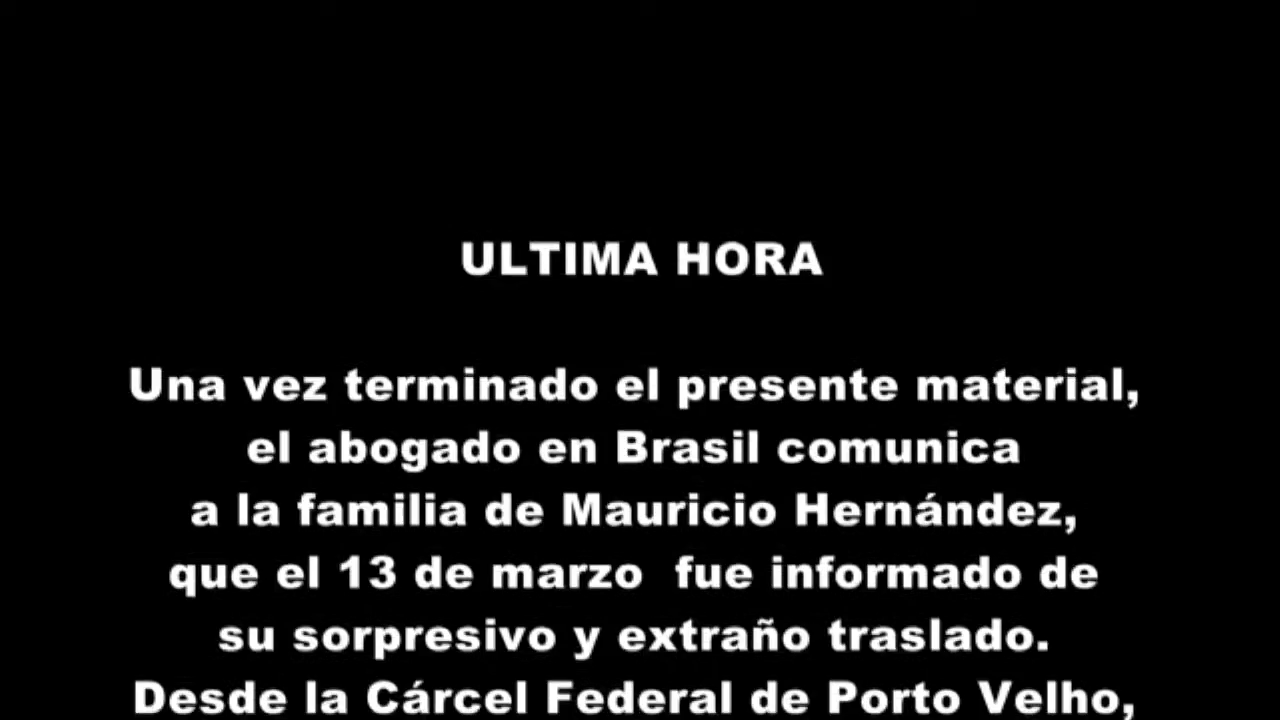 ULTIMA HORA
Una vez terminado el presente material,
el abogado en Brasil comunica
a la familia de Mauricio Hernández,
que el 13 de marzo  fue informado de
su sorpresivo y extraño traslado.
Desde la Cárcel Federal de Porto Velho,